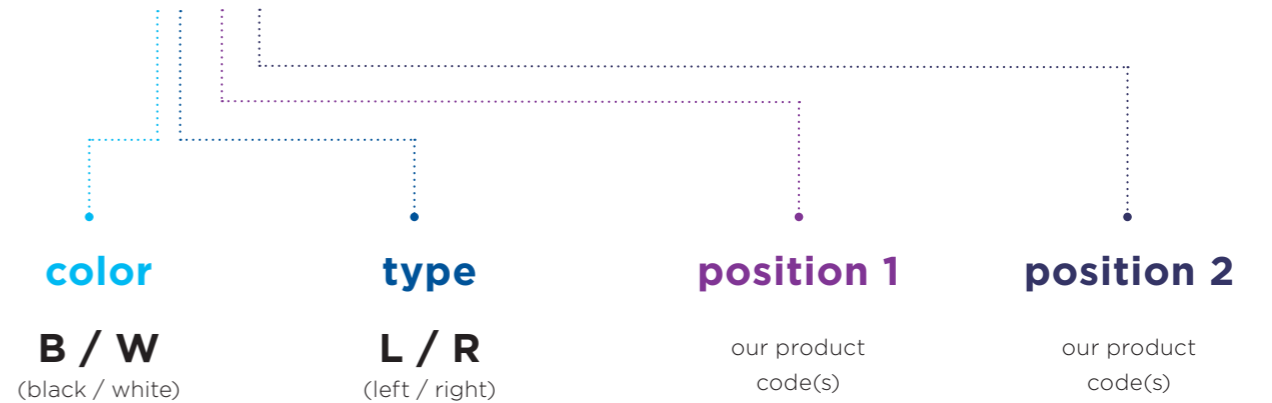 color
type
position 1
position 2
B / W
L / R
(black / white)
(left / right)
our product
code(s)
our product
code(s)